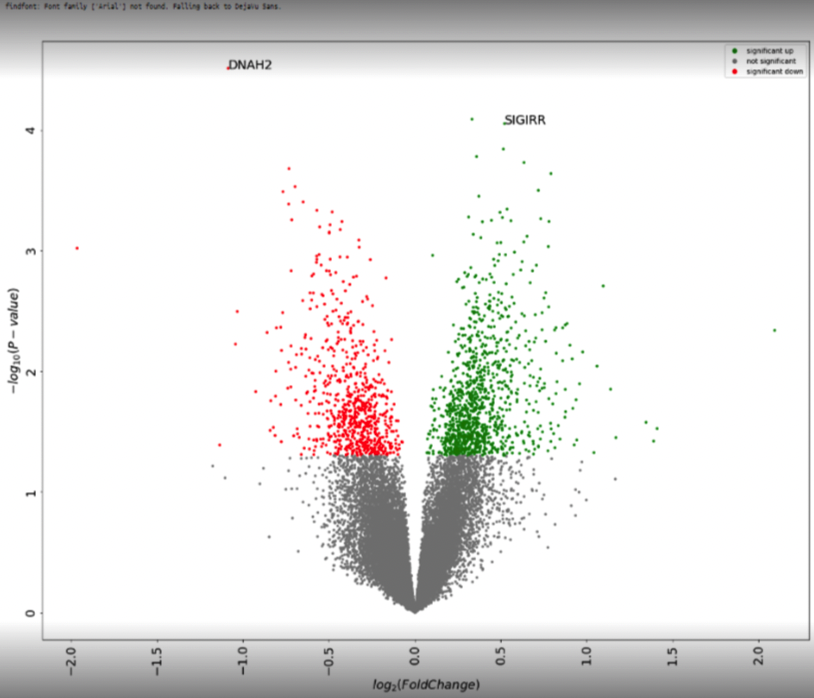 findfont: Font family ['Arial'] not found. Falling back to DejaVu Sans.
DNAH2
SIGIRR
significant up
not significant
significant down
4
3
2
1
0
−log10(P − value)
−2.0 −1.5 −1.0 −0.5 0.0 0.5 1.0 1.5 2.0
log2(FoldChange)